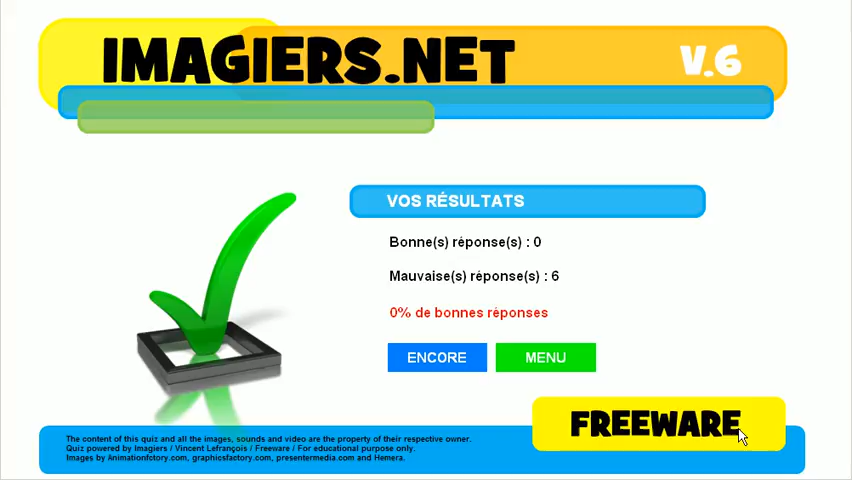 IMAGIERS.NET
V.6
VOS RÉSULTATS
Bonne(s) réponse(s) : 0
Mauvaise(s) réponse(s) : 6
0% de bonnes réponses
ENCORE
MENU
FREEWARE
The content of this quiz and all the images, sounds and video are the property of their respective owner.
Quiz powered by Imagiers / Vincent Lefrançois / Freeware / For educational purpose only.
Images by Animationfctory.com, graphicsfactory.com, presentermedia.com and Hemera.